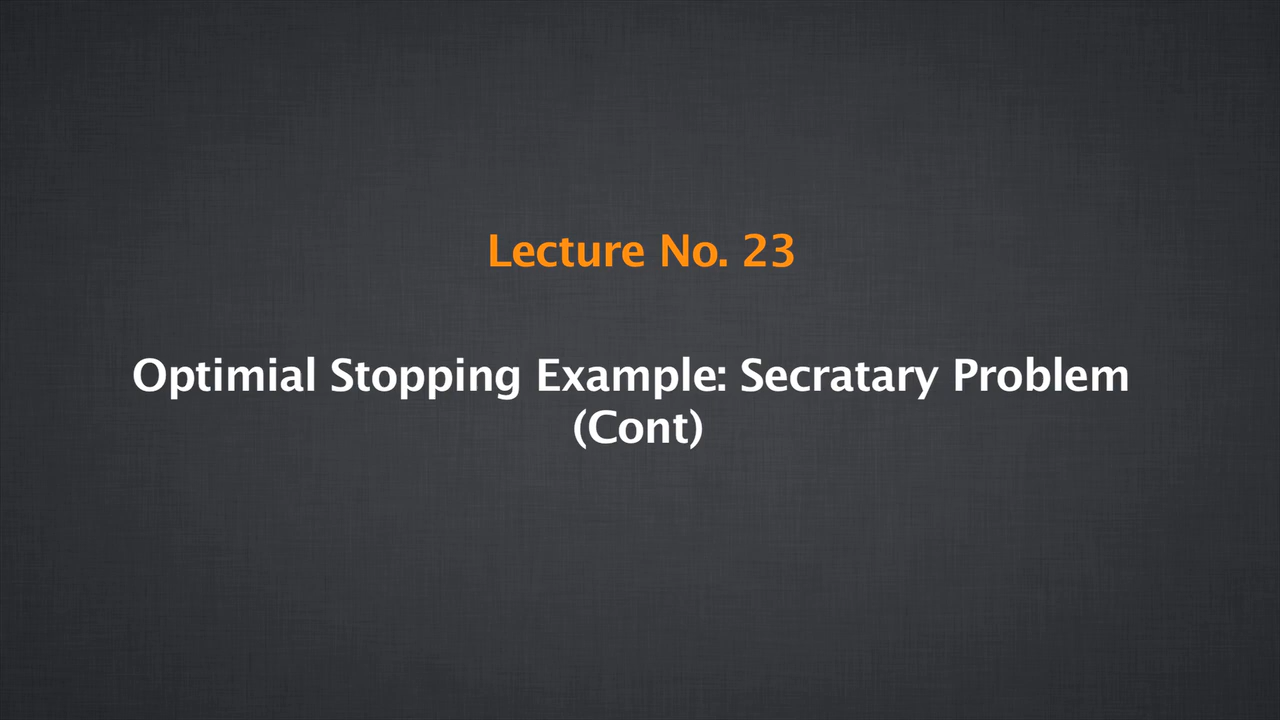 Lecture No. 23
Optimial Stopping Example: Secratary Problem
(Cont)